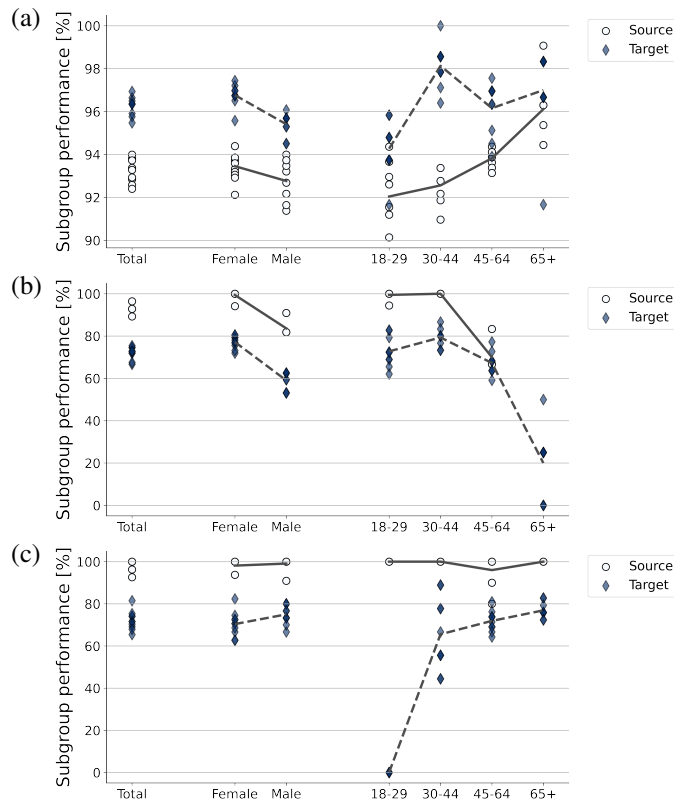 (a)
Subgroup performance [%]
100
98
96
94
92
90
Total
Female
Male
18-29
30-44
45-64
65+
Source
Target
(b)
Subgroup performance [%]
100
80
60
40
20
0
Total
Female
Male
18-29
30-44
45-64
65+
Source
Target
(c)
Subgroup performance [%]
100
80
60
40
20
0
Total
Female
Male
18-29
30-44
45-64
65+
Source
Target